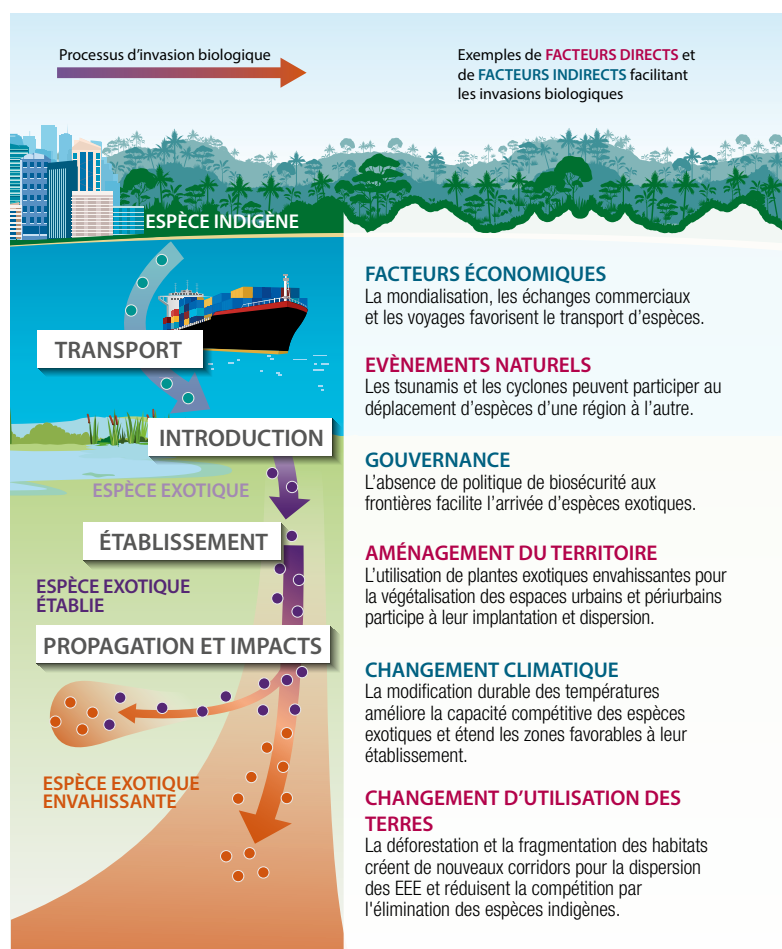 Processus d'invasion biologique
Exemples de FACTEURS DIRECTS et
de FACTEURS INDIRECTS facilitant
les invasions biologiques
ESPÈCE INDIGÈNE
TRANSPORT
INTRODUCTION
ESPÈCE EXOTIQUE
ÉTABLISSEMENT
ESPÈCE EXOTIQUE
ÉTABLIE
PROPAGATION ET IMPACTS
ESPÈCE EXOTIQUE
ENVAHISSANTE
FACTEURS ÉCONOMIQUES
La mondialisation, les échanges commerciaux
et les voyages favorisent le transport d'espèces.
EVÈNEMENTS NATURELS
Les tsunamis et les cyclones peuvent participer au
déplacement d'espèces d'une région à l'autre.
GOUVERNANCE
L'absence de politique de biosécurité aux
frontières facilite l'arrivée d'espèces exotiques.
AMÉNAGEMENT DU TERRITOIRE
L'utilisation de plantes exotiques envahissantes pour
la végétalisation des espaces urbains et périurbains
participe à leur implantation et dispersion.
CHANGEMENT CLIMATIQUE
La modification durable des températures
améliore la capacité compétitive des espèces
exotiques et étend les zones favorables à leur
établissement.
CHANGEMENT D'UTILISATION DES
TERRES
La déforestation et la fragmentation des habitats
créent de nouveaux corridors pour la dispersion
des EEE et réduisent la compétition par
l'élimination des espèces indigènes.